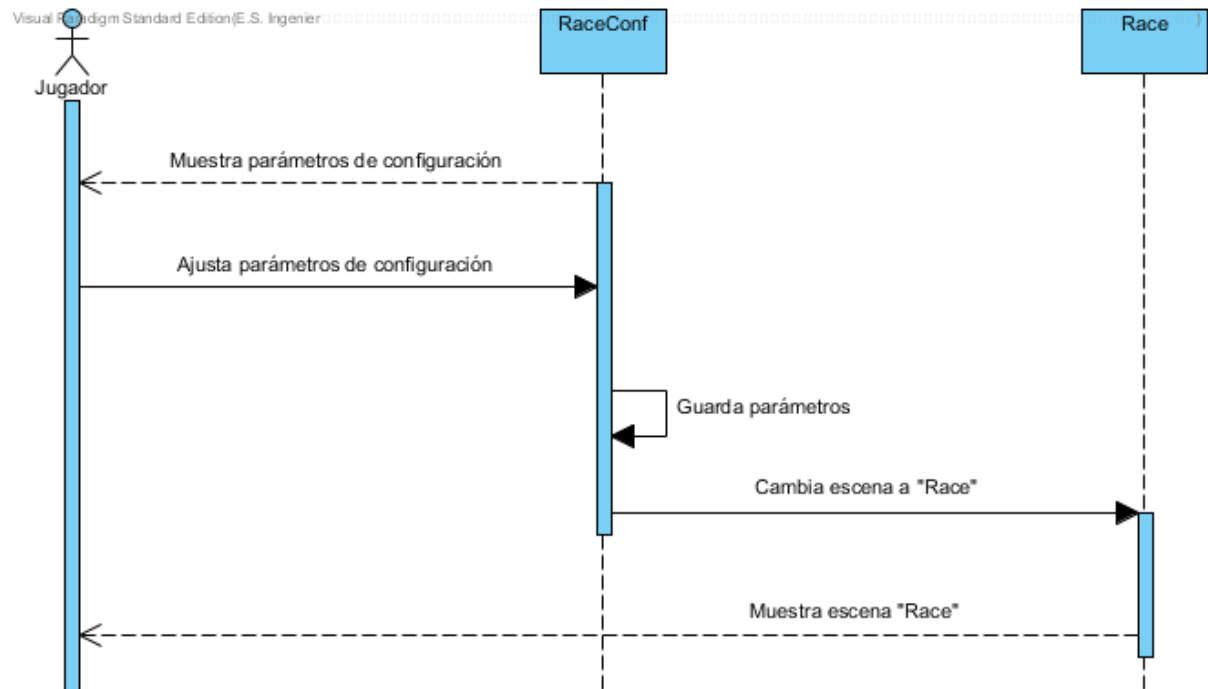 Visual Paradigm Standard Edition(E.S. Ingenier
RaceConf
Race
Jugador
Muestra parámetros de configuración
Ajusta parámetros de configuración
Guarda parámetros
Cambia escena a "Race"
Muestra escena "Race"